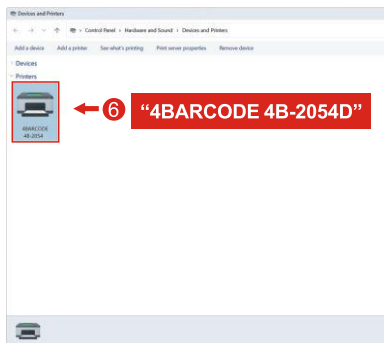 Devices and Printers
Control Panel > Hardware and Sound > Devices and Printers
Add a device Add a printer See what's printing Print server properties Remove device
Devices
Printers
6 “4BARCODE 4B-2054D”
4BARCODE
4B-2054